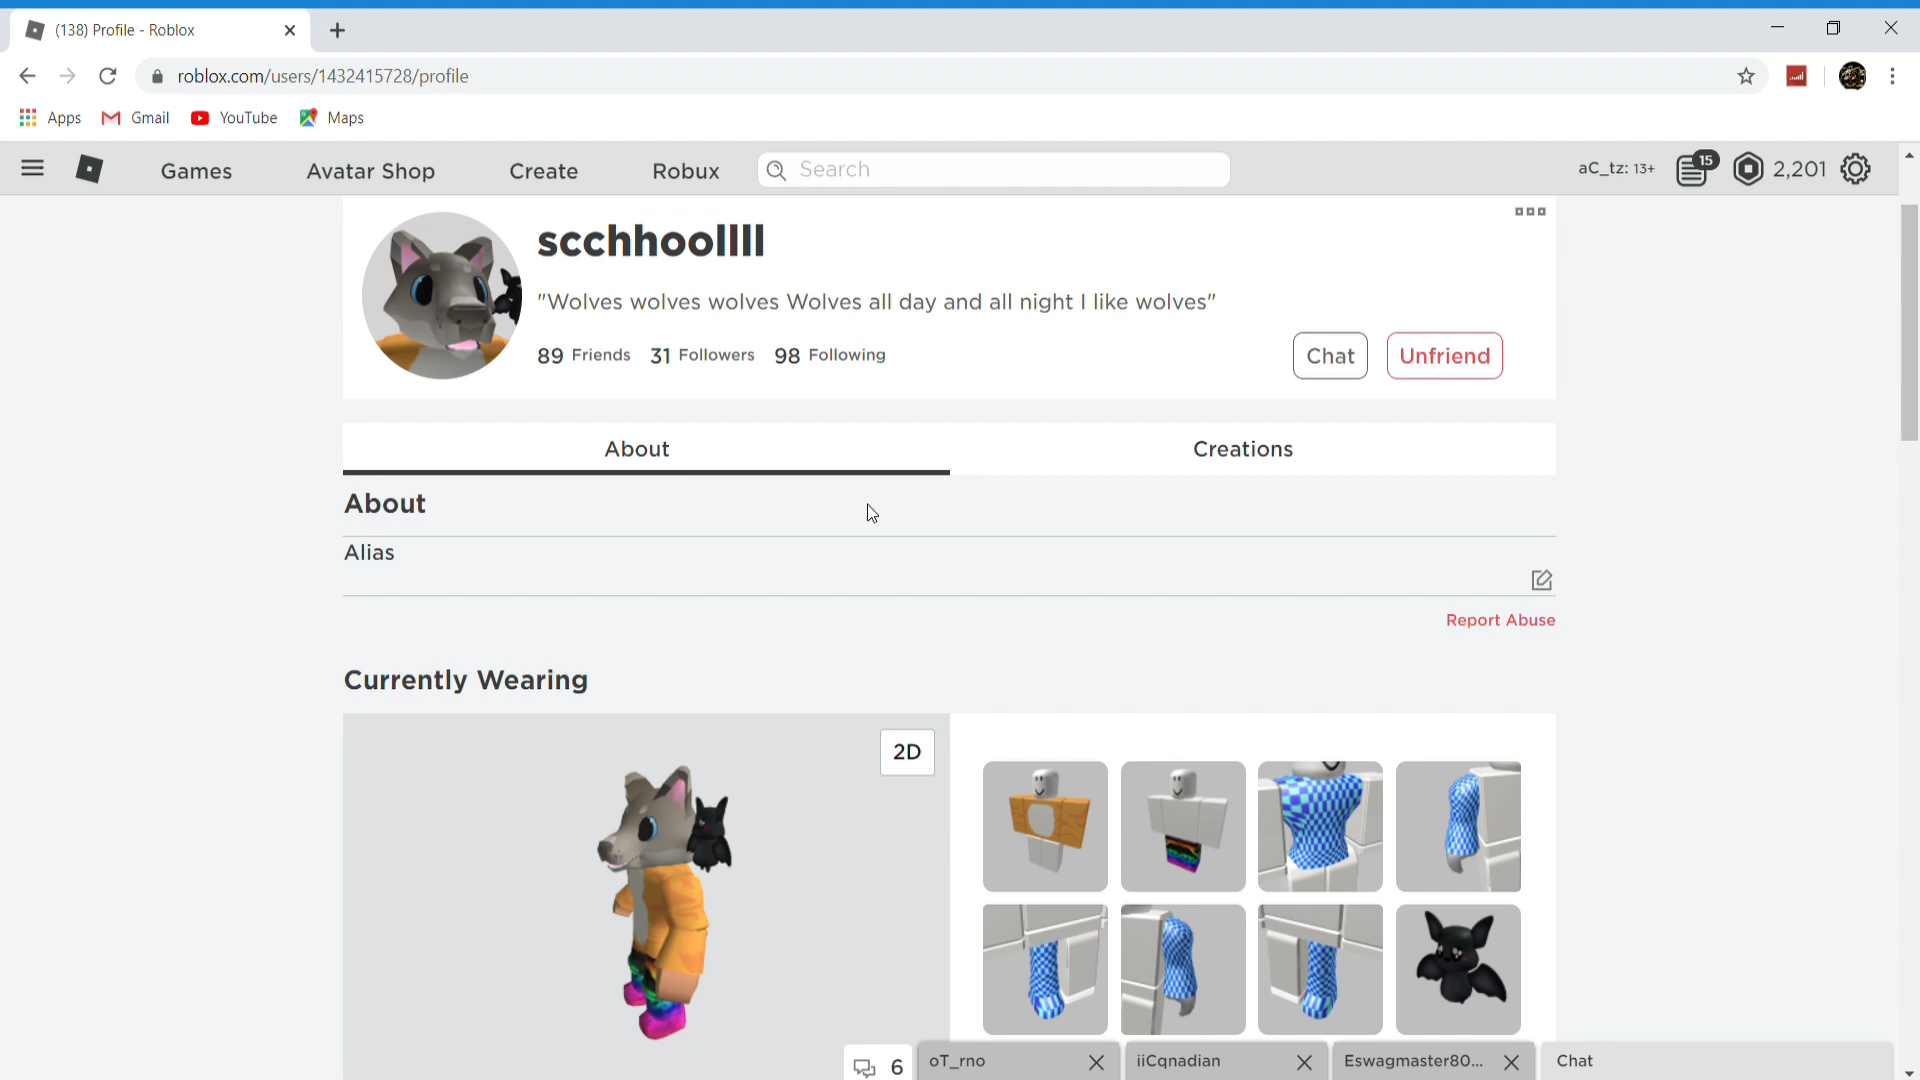 (138) Profile - Roblox
roblox.com/users/1432415728/profile
Apps Gmail YouTube Maps
Games Avatar Shop Create Robux Search aC_tz: 13+ 15 2,201
scchhoollll
"Wolves wolves wolves Wolves all day and all night I like wolves"
89 Friends 31 Followers 98 Following Chat Unfriend
About Creations
About
Alias
Report Abuse
Currently Wearing
2D
6 oT_rno iiCqnadian Eswagmaster80... Chat